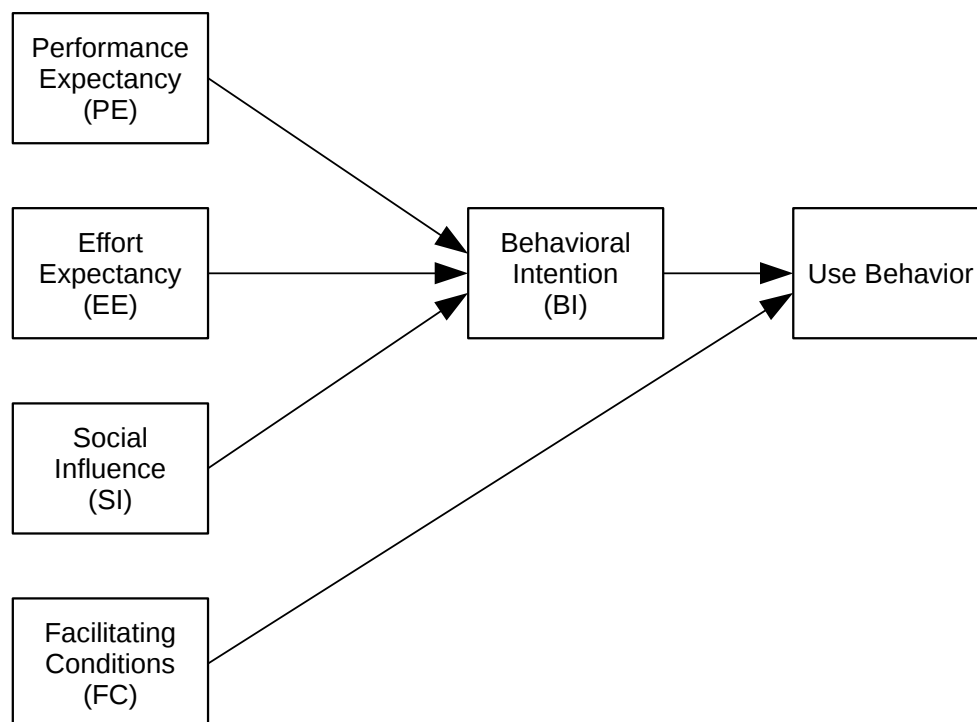 Performance
Expectancy
(PE)
Effort
Expectancy
(EE)
Behavioral
Intention
(BI)
Use Behavior
Social
Influence
(SI)
Facilitating
Conditions
(FC)